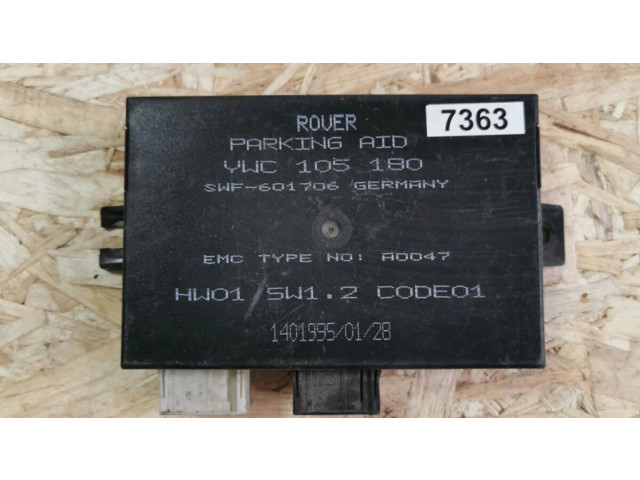 ROVER
7363
PARKING AID
YWC 105 180
SWF-601706 GERMANY
EMC TYPE NO: A0047
HW01 SW1.2 CODE01
1401995/01/28